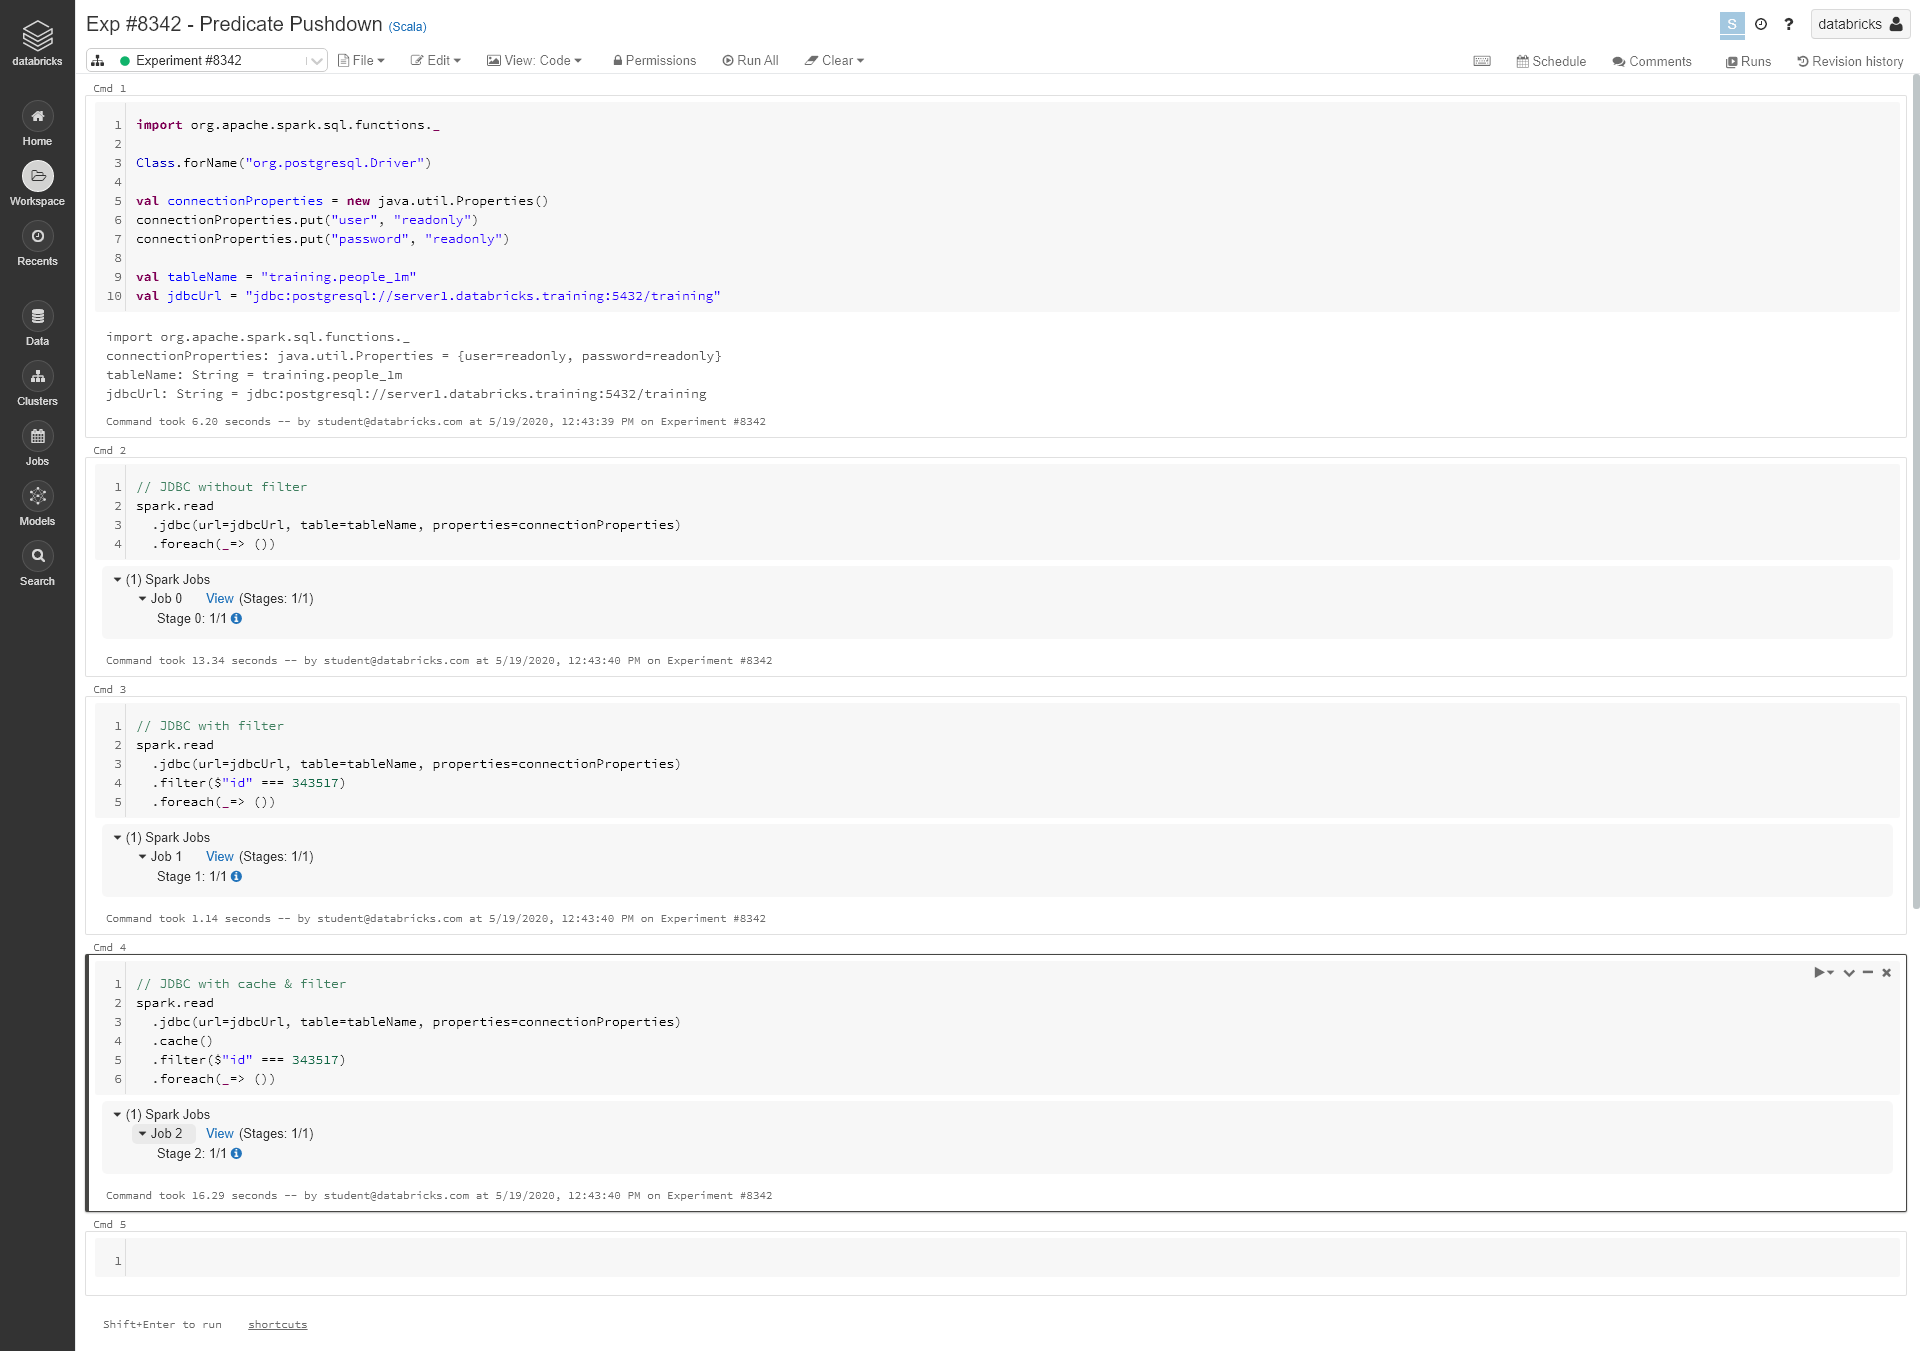 databricks
Home
Workspace
Recents
Data
Clusters
Jobs
Models
Search
Exp #8342 - Predicate Pushdown (Scala)
S ? databricks
Experiment #8342 File Edit View: Code Permissions Run All Clear Schedule Comments Runs Revision history
Cmd 1
1 import org.apache.spark.sql.functions._
2
3 Class.forName("org.postgresql.Driver")
4
5 val connectionProperties = new java.util.Properties()
6 connectionProperties.put("user", "readonly")
7 connectionProperties.put("password", "readonly")
8
9 val tableName = "training.people_1m"
10 val jdbcUrl = "jdbc:postgresql://server1.databricks.training:5432/training"
import org.apache.spark.sql.functions._
connectionProperties: java.util.Properties = {user=readonly, password=readonly}
tableName: String = training.people_1m
jdbcUrl: String = jdbc:postgresql://server1.databricks.training:5432/training
Command took 6.20 seconds -- by student@databricks.com at 5/19/2020, 12:43:39 PM on Experiment #8342
Cmd 2
1 // JDBC without filter
2 spark.read
3 .jdbc(url=jdbcUrl, table=tableName, properties=connectionProperties)
4 .foreach(_=> ())
(1) Spark Jobs
Job 0 View (Stages: 1/1)
Stage 0: 1/1
Command took 13.34 seconds -- by student@databricks.com at 5/19/2020, 12:43:40 PM on Experiment #8342
Cmd 3
1 // JDBC with filter
2 spark.read
3 .jdbc(url=jdbcUrl, table=tableName, properties=connectionProperties)
4 .filter($"id" === 343517)
5 .foreach(_=> ())
(1) Spark Jobs
Job 1 View (Stages: 1/1)
Stage 1: 1/1
Command took 1.14 seconds -- by student@databricks.com at 5/19/2020, 12:43:40 PM on Experiment #8342
Cmd 4
1 // JDBC with cache & filter
2 spark.read
3 .jdbc(url=jdbcUrl, table=tableName, properties=connectionProperties)
4 .cache()
5 .filter($"id" === 343517)
6 .foreach(_=> ())
(1) Spark Jobs
Job 2 View (Stages: 1/1)
Stage 2: 1/1
Command took 16.29 seconds -- by student@databricks.com at 5/19/2020, 12:43:40 PM on Experiment #8342
Cmd 5
1
Shift+Enter to run shortcuts